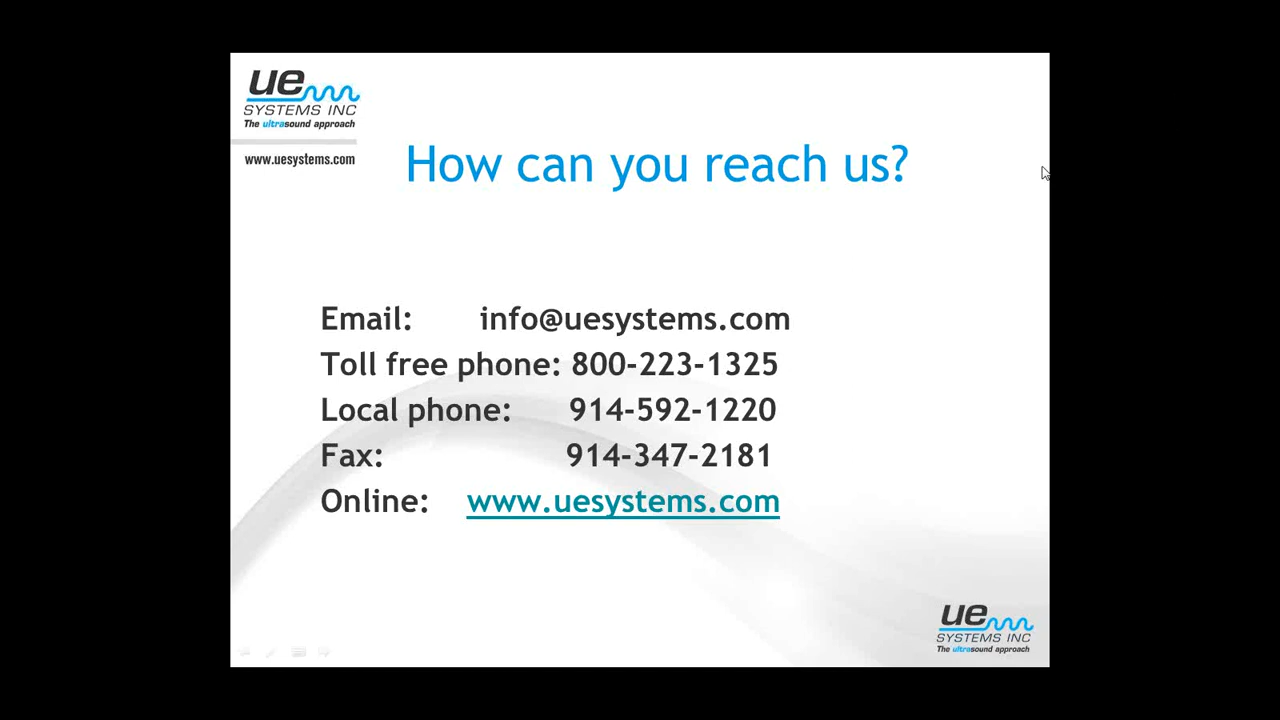 ue
SYSTEMS INC
The ultrasound approach
www.uesystems.com
How can you reach us?
Email: info@uesystems.com
Toll free phone: 800-223-1325
Local phone: 914-592-1220
Fax: 914-347-2181
Online: www.uesystems.com
ue
SYSTEMS INC
The ultrasound approach